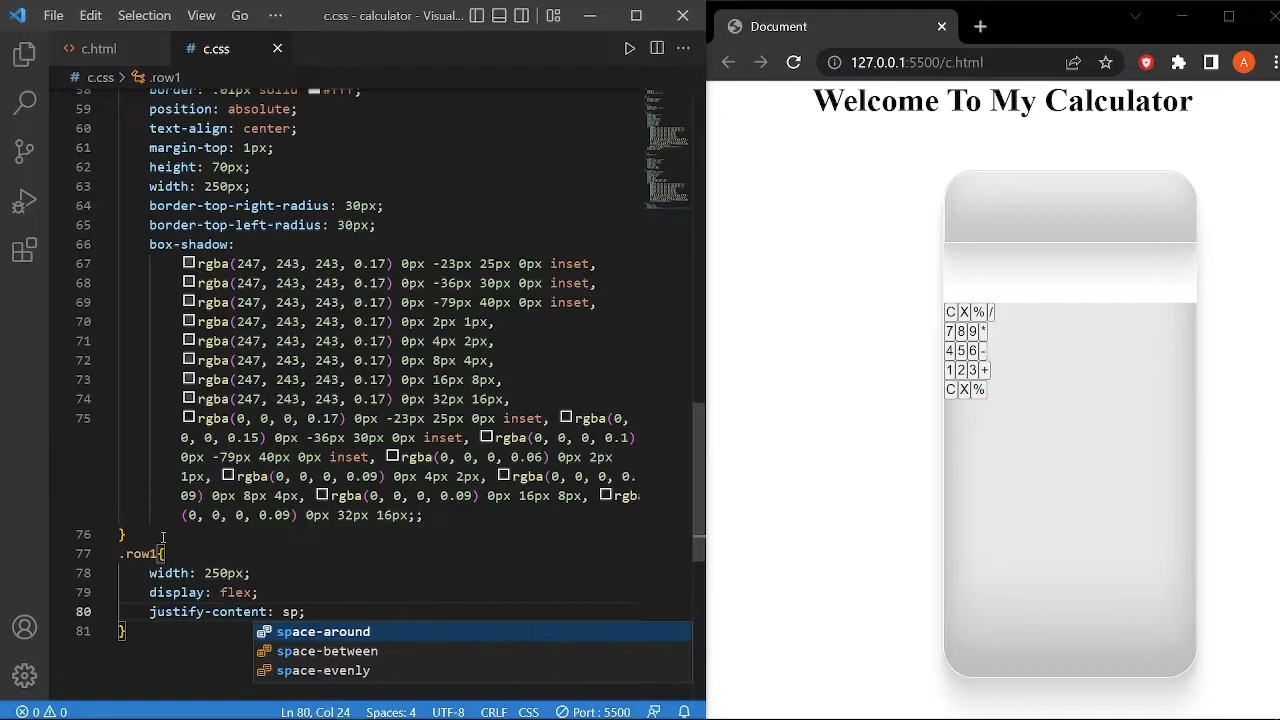 File Edit Selection View Go ··· c.css - calculator - Visual...
c.html c.css
c.css > .row1
58 border: .01px solid #fff;
59 position: absolute;
60 text-align: center;
61 margin-top: 1px;
62 height: 70px;
63 width: 250px;
64 border-top-right-radius: 30px;
65 border-top-left-radius: 30px;
66 box-shadow:
67 rgba(247, 243, 243, 0.17) 0px -23px 25px 0px inset,
68 rgba(247, 243, 243, 0.17) 0px -36px 30px 0px inset,
69 rgba(247, 243, 243, 0.17) 0px -79px 40px 0px inset,
70 rgba(247, 243, 243, 0.17) 0px 2px 1px,
71 rgba(247, 243, 243, 0.17) 0px 4px 2px,
72 rgba(247, 243, 243, 0.17) 0px 8px 4px,
73 rgba(247, 243, 243, 0.17) 0px 16px 8px,
74 rgba(247, 243, 243, 0.17) 0px 32px 16px,
75 rgba(0, 0, 0, 0.17) 0px -23px 25px 0px inset, rgba(0,
0, 0, 0.15) 0px -36px 30px 0px inset, rgba(0, 0, 0, 0.1)
0px -79px 40px 0px inset, rgba(0, 0, 0, 0.06) 0px 2px
1px, rgba(0, 0, 0, 0.09) 0px 4px 2px, rgba(0, 0, 0, 0.
09) 0px 8px 4px, rgba(0, 0, 0, 0.09) 0px 16px 8px, rgb
(0, 0, 0, 0.09) 0px 32px 16px;;
76 }
77 .row1{
78 width: 250px;
79 display: flex;
80 justify-content: sp;
81 }
space-around
space-between
space-evenly
0 0 Ln 80, Col 24 Spaces: 4 UTF-8 CRLF CSS Port : 5500
Document
127.0.0.1:5500/c.html A
Welcome To My Calculator
C X % /
7 8 9 *
4 5 6 -
1 2 3 +
C X %